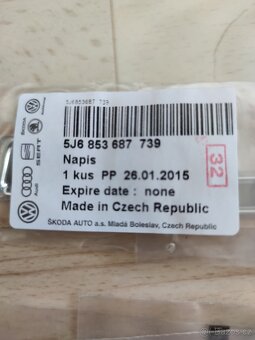 5J6853687 739
5J6 853 687 739
Napis
1 kus PP 26.01.2015
Expire date : none
Made in Czech Republic
ŠKODA AUTO a.s. Mladá Boleslav, Czech Republic
32
SEAT
Audi